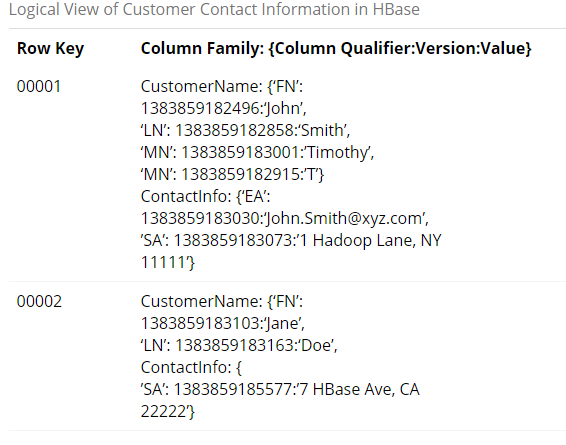 Logical View of Customer Contact Information in HBase
Row Key Column Family: {Column Qualifier:Version:Value}
00001 CustomerName: {‘FN’:
1383859182496:‘John’,
‘LN’: 1383859182858:‘Smith’,
‘MN’: 1383859183001:‘Timothy’,
‘MN’: 1383859182915:‘T’}
ContactInfo: {‘EA’:
1383859183030:‘John.Smith@xyz.com’,
’SA’: 1383859183073:’1 Hadoop Lane, NY
11111’}
00002 CustomerName: {‘FN’:
1383859183103:‘Jane’,
‘LN’: 1383859183163:‘Doe’,
ContactInfo: {
’SA’: 1383859185577:’7 HBase Ave, CA
22222’}